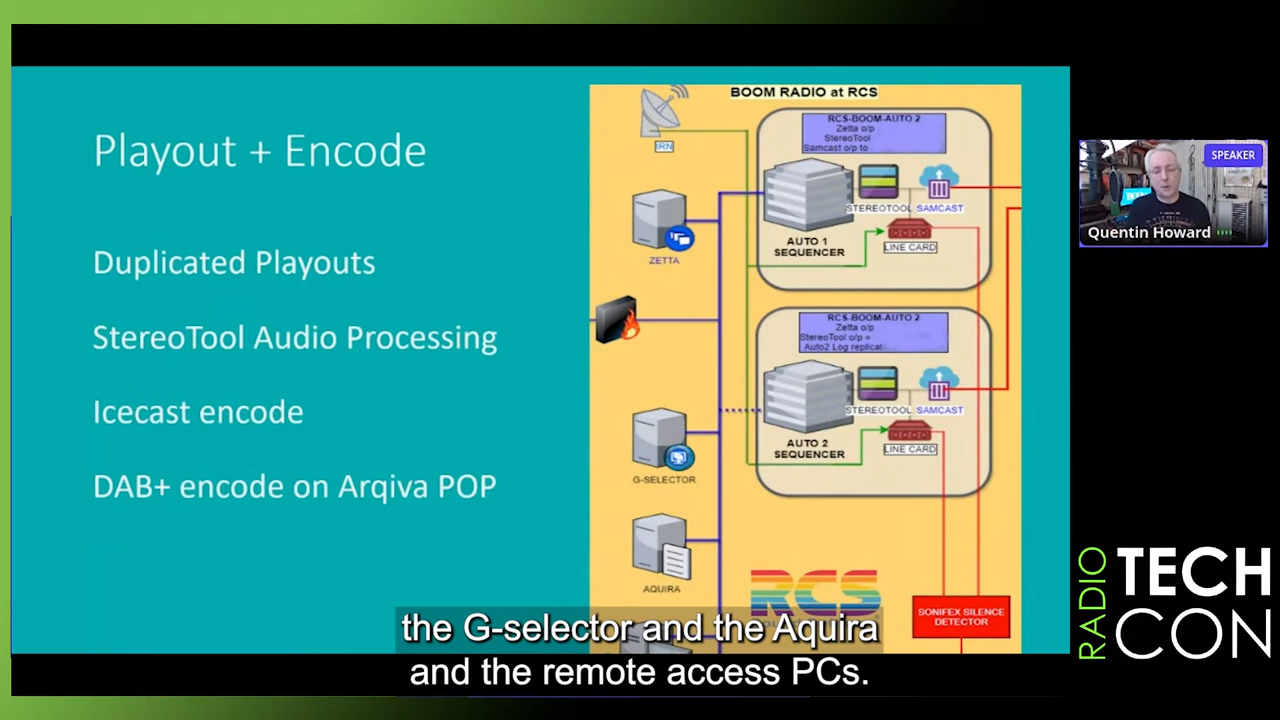 Playout + Encode
Duplicated Playouts
StereoTool Audio Processing
Icecast encode
DAB+ encode on Arqiva POP
BOOM RADIO at RCS
IRN
ZETTA
G-SELECTOR
AQUIRA
RCS-BOOM-AUTO 2
Zetta o/p
StereoTool
Samcast o/p to
STEREOTOOL
SAMCAST
AUTO 1
SEQUENCER
LINE CARD
RCS-BOOM-AUTO 2
Zetta o/p
StereoTool o/p =
Auto2 Log replicat
STEREOTOOL
SAMCAST
AUTO 2
SEQUENCER
LINE CARD
RCS
SONIFEX SILENCE
DETECTOR
the G-selector and the Aquira
and the remote access PCs.
SPEAKER
Quentin Howard
RADIO
TECH
CON